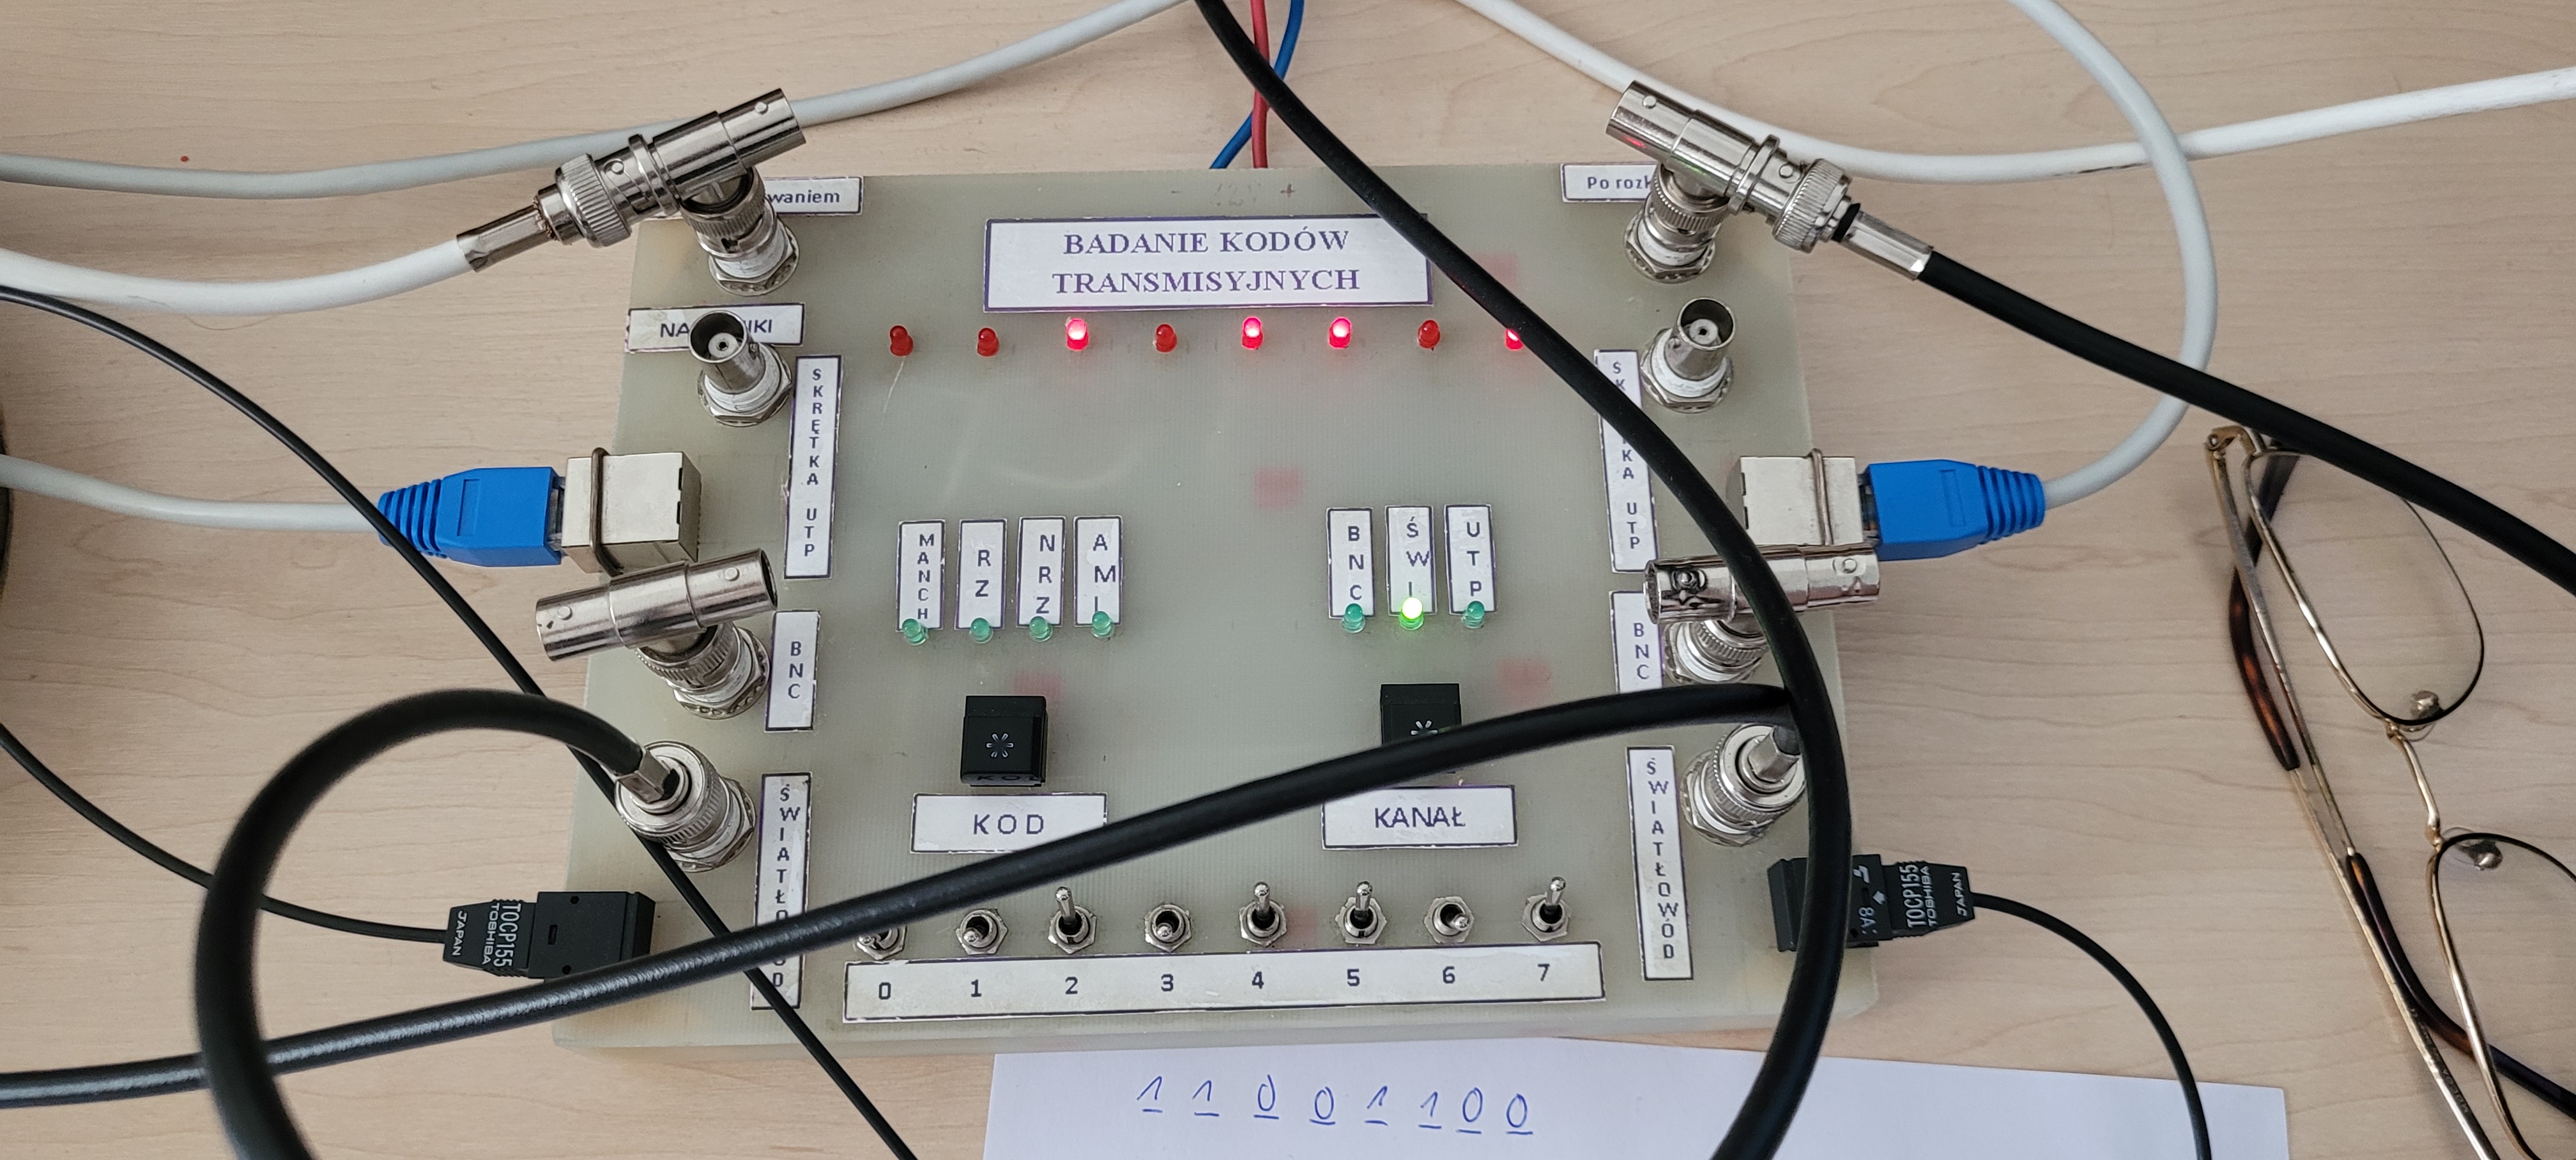 waniem
Po rozk
- 12V +
BADANIE KODÓW
TRANSMISYJNYCH
SKRĘTKA UTP
MANCH
RZ
NRZ
AMI
BNC
ŚWI
UTP
UTP
BNC
BNC
KOD
KANAŁ
ŚWIATŁOWÓD
TOCP155
TOSHIBA
JAPAN
TOCP155
TOSHIBA
JAPAN
0 1 2 3 4 5 6 7
1 1 0 0 1 1 0 0